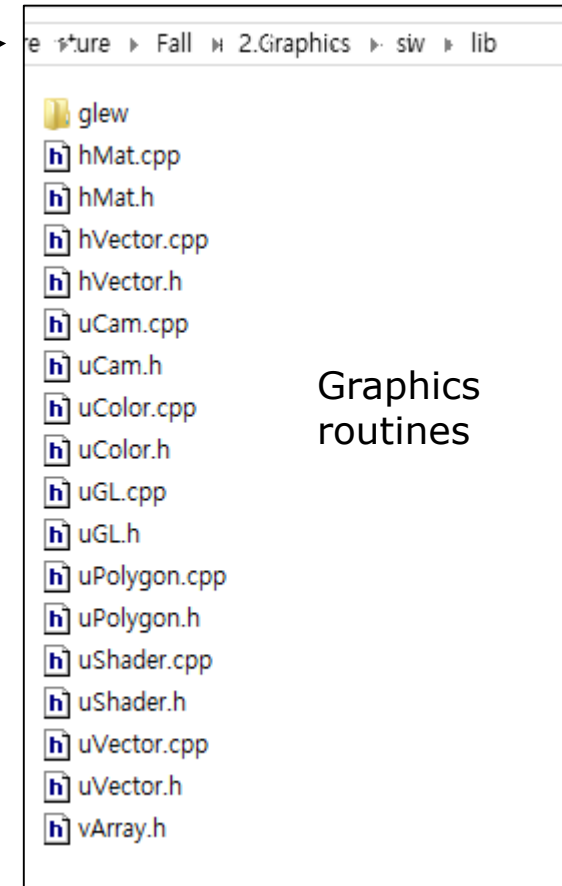 Fall 2.Graphics lib
glew
hMat.cpp
hMat.h
hVector.cpp
hVector.h
uCam.cpp
uCam.h
uColor.cpp
uColor.h
uGL.cpp
uGL.h
uPolygon.cpp
uPolygon.h
uShader.cpp
uShader.h
uVector.cpp
uVector.h
vArray.h
Graphics
routines